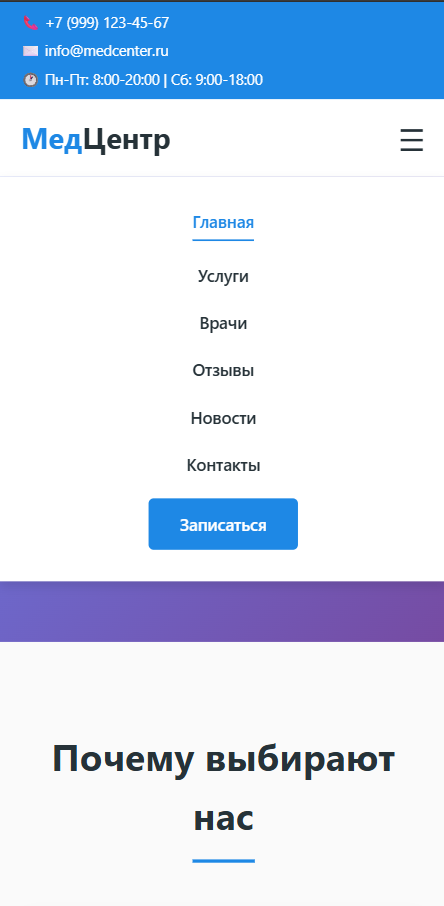 +7 (999) 123-45-67
info@medcenter.ru
Пн-Пт: 8:00-20:00 | Сб: 9:00-18:00
МедЦентр
Главная
Услуги
Врачи
Отзывы
Новости
Контакты
Записаться
Почему выбирают
нас